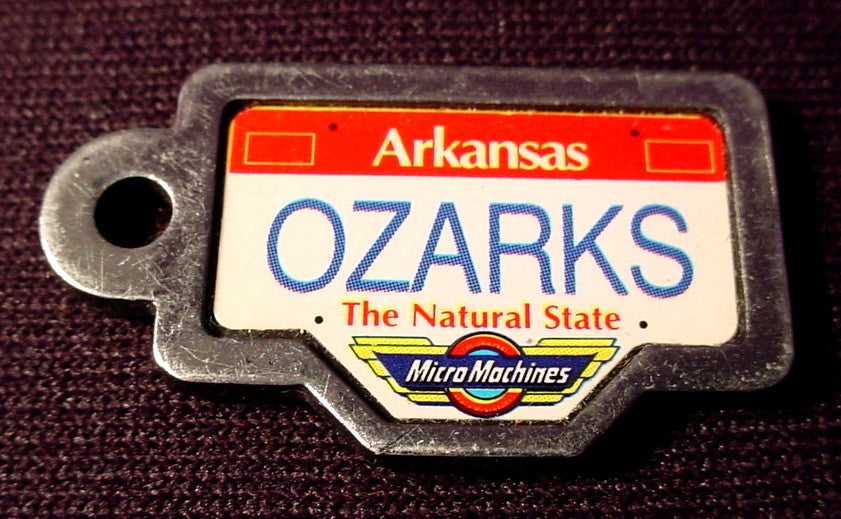 Arkansas
OZARKS
The Natural State
Micro Machines